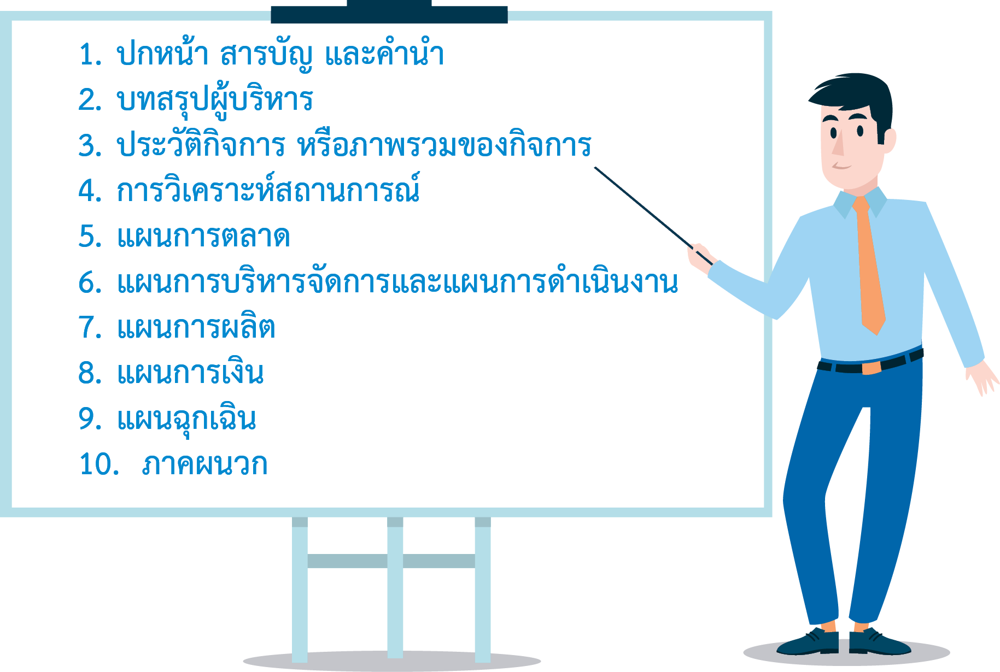 1. ปกหน้า สารบัญ และคำนำ
2. บทสรุปผู้บริหาร
3. ประวัติกิจการ หรือภาพรวมของกิจการ
4. การวิเคราะห์สถานการณ์
5. แผนการตลาด
6. แผนการบริหารจัดการและแผนการดำเนินงาน
7. แผนการผลิต
8. แผนการเงิน
9. แผนฉุกเฉิน
10. ภาคผนวก